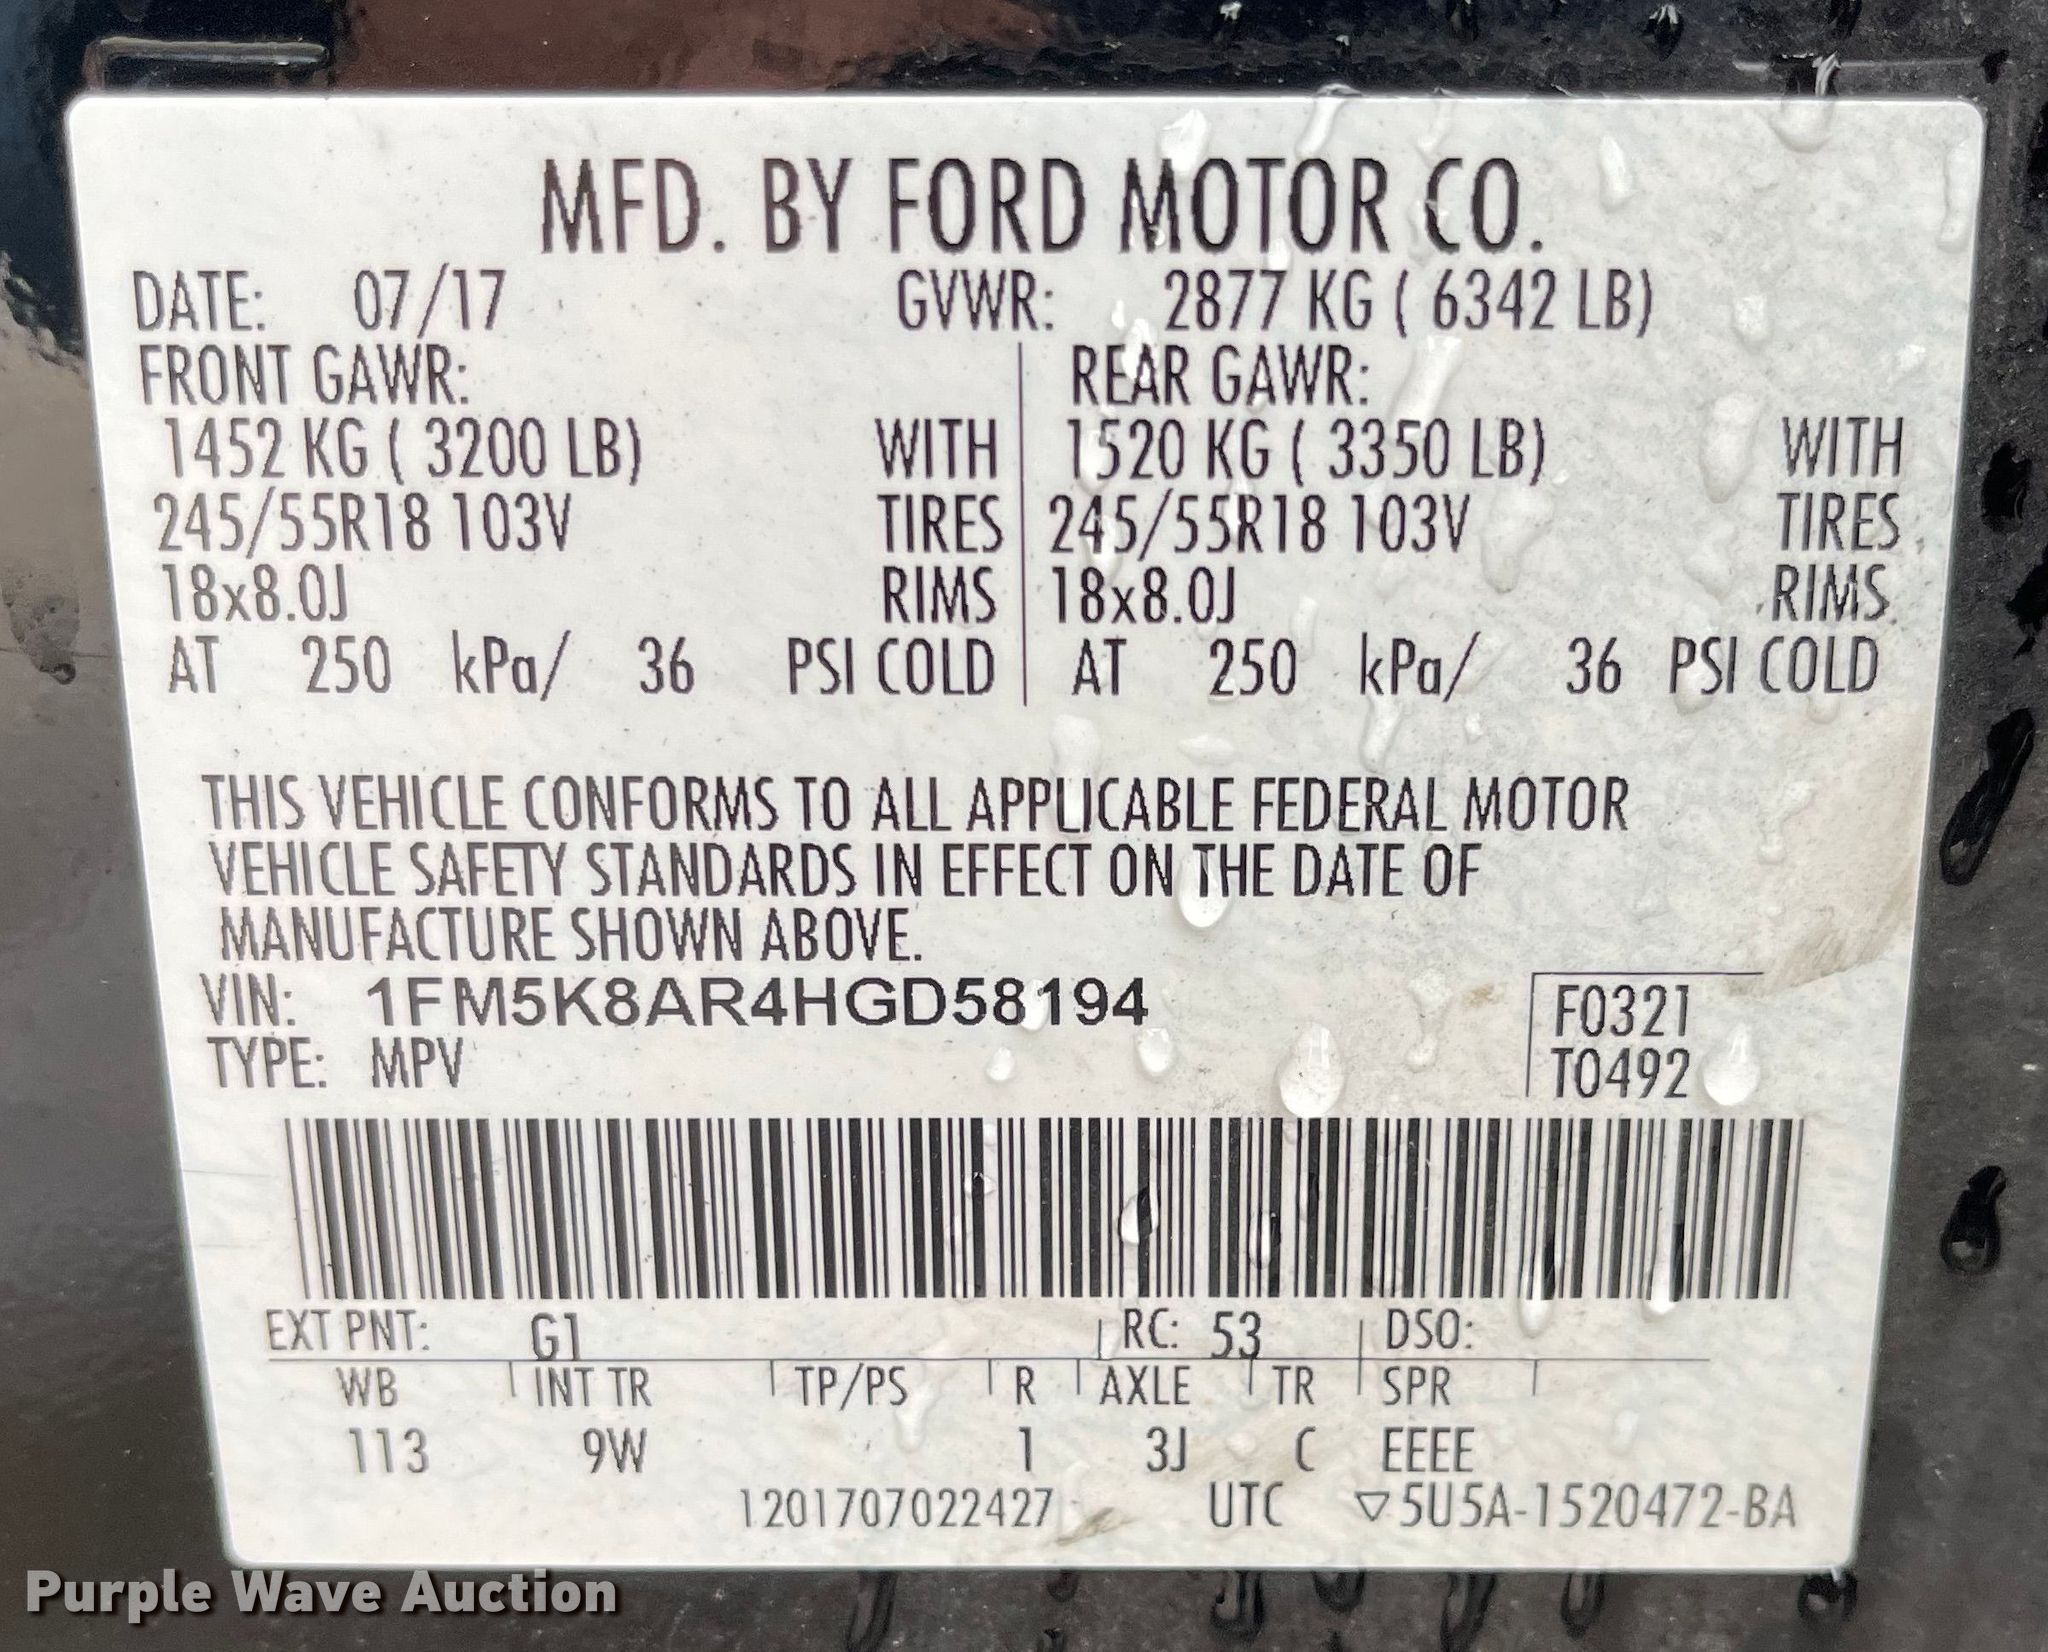 MFD. BY FORD MOTOR CO.
DATE: 07/17 GVWR: 2877 KG ( 6342 LB)
FRONT GAWR: REAR GAWR:
1452 KG ( 3200 LB) WITH 1520 KG ( 3350 LB) WITH
245/55R18 103V TIRES 245/55R18 103V TIRES
18x8.0J RIMS 18x8.0J RIMS
AT 250 kPa/ 36 PSI COLD AT 250 kPa/ 36 PSI COLD
THIS VEHICLE CONFORMS TO ALL APPLICABLE FEDERAL MOTOR
VEHICLE SAFETY STANDARDS IN EFFECT ON THE DATE OF
MANUFACTURE SHOWN ABOVE.
VIN: 1FM5K8AR4HGD58194 F0321
TYPE: MPV T0492
EXT PNT: G1 RC: 53 DSO:
WB INT TR TP/PS R AXLE TR SPR
113 9W 1 3J C EEEE
1201707022427 UTC ▽5U5A-1520472-BA
Purple Wave Auction